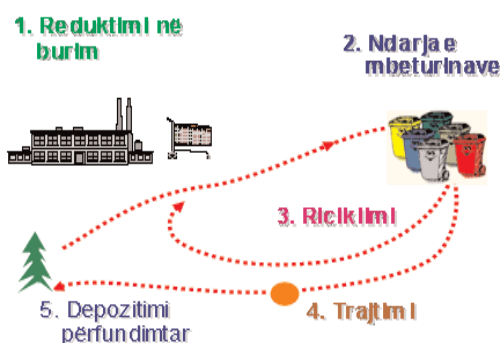 1. Reduktimi në
burim
2. Ndarja e
mbeturinave
3. Riciklimi
4. Trajtimi
5. Depozitimi
përfundimtar